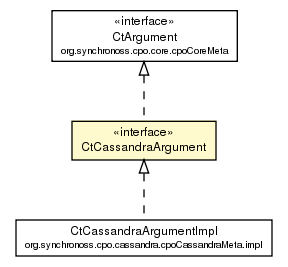 «interface»
CtArgument
org.synchronoss.cpo.core.cpoCoreMeta
«interface»
CtCassandraArgument
CtCassandraArgumentImpl
org.synchronoss.cpo.cassandra.cpoCassandraMeta.impl